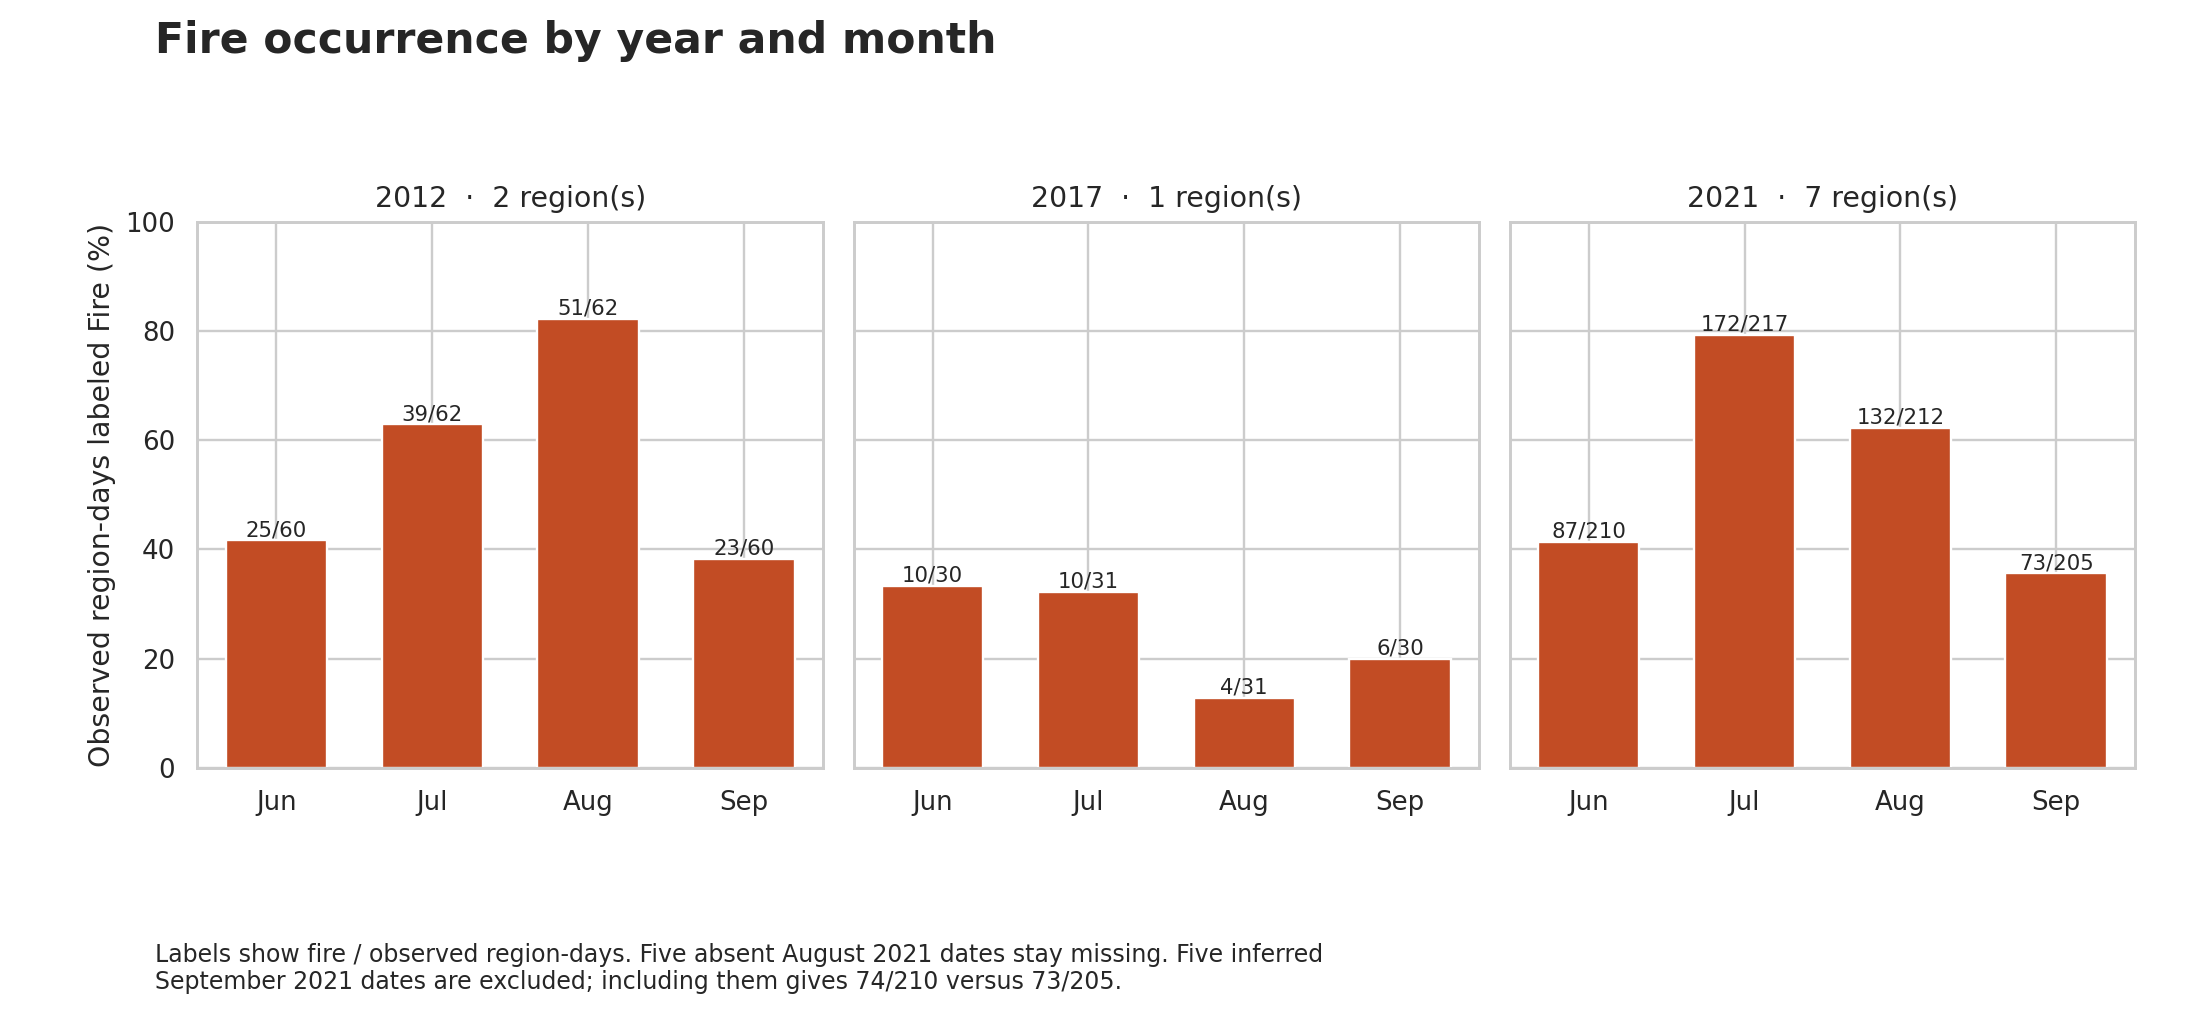 Fire occurrence by year and month
2012 · 2 region(s)
2017 · 1 region(s)
2021 · 7 region(s)
Observed region-days labeled Fire (%)
100
80
60
40
20
0
25/60
39/62
51/62
23/60
10/30
10/31
4/31
6/30
87/210
172/217
132/212
73/205
Jun Jul Aug Sep
Jun Jul Aug Sep
Jun Jul Aug Sep
Labels show fire / observed region-days. Five absent August 2021 dates stay missing. Five inferred
September 2021 dates are excluded; including them gives 74/210 versus 73/205.